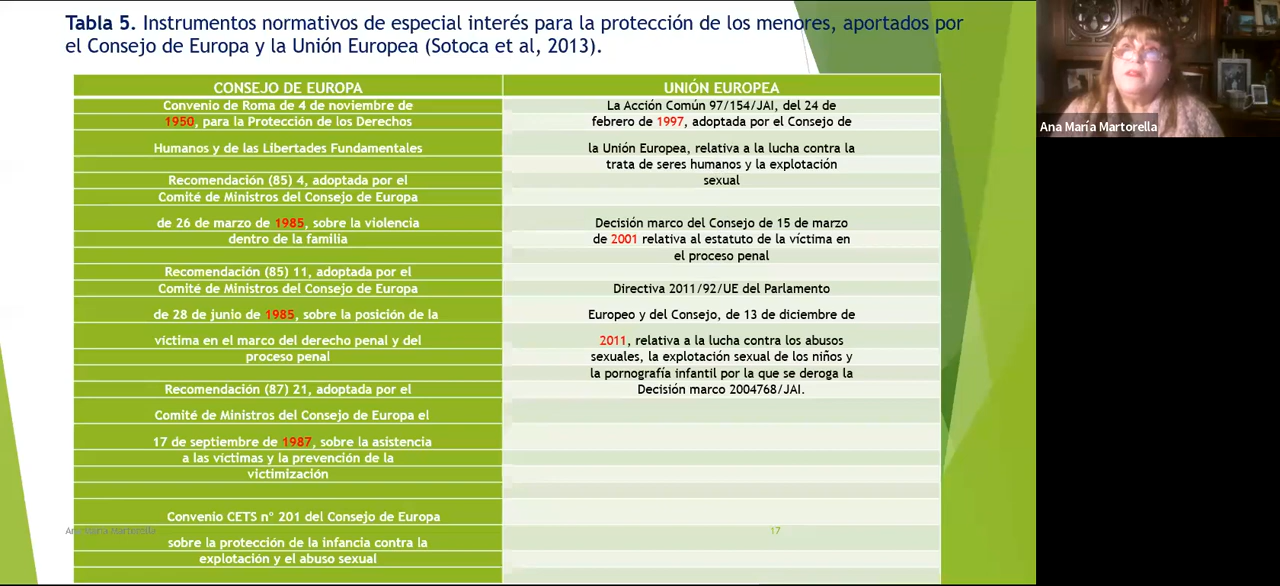 Tabla 5. Instrumentos normativos de especial interés para la protección de los menores, aportados por
el Consejo de Europa y la Unión Europea (Sotoca et al, 2013).
CONSEJO DE EUROPA
Convenio de Roma de 4 de noviembre de
1950, para la Protección de los Derechos
Humanos y de las Libertades Fundamentales
Recomendación (85) 4, adoptada por el
Comité de Ministros del Consejo de Europa
de 26 de marzo de 1985, sobre la violencia
dentro de la familia
Recomendación (85) 11, adoptada por el
Comité de Ministros del Consejo de Europa
de 28 de junio de 1985, sobre la posición de la
víctima en el marco del derecho penal y del
proceso penal
Recomendación (87) 21, adoptada por el
Comité de Ministros del Consejo de Europa el
17 de septiembre de 1987, sobre la asistencia
a las víctimas y la prevención de la
victimización
Convenio CETS nº 201 del Consejo de Europa
sobre la protección de la infancia contra la
explotación y el abuso sexual
UNIÓN EUROPEA
La Acción Común 97/154/JAI, del 24 de
febrero de 1997, adoptada por el Consejo de
la Unión Europea, relativa a la lucha contra la
trata de seres humanos y la explotación
sexual
Decisión marco del Consejo de 15 de marzo
de 2001 relativa al estatuto de la víctima en
el proceso penal
Directiva 2011/92/UE del Parlamento
Europeo y del Consejo, de 13 de diciembre de
2011, relativa a la lucha contra los abusos
sexuales, la explotación sexual de los niños y
la pornografía infantil por la que se deroga la
Decisión marco 2004768/JAI.
Ana María Martorella
17
Ana María Martorella